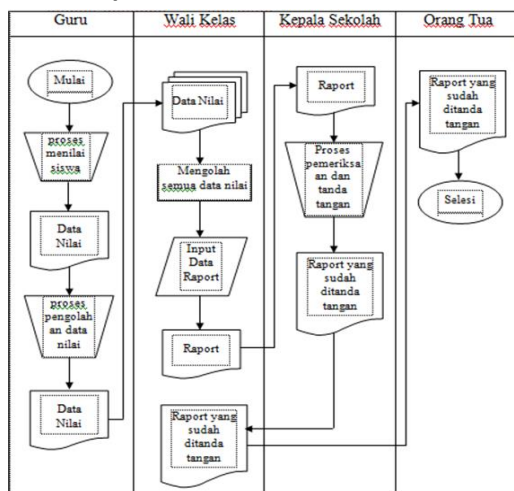 Guru
Wali Kelas
Kepala Sekolah
Orang Tua
Mulai
proses
menilai
siswa
Data
Nilai
proses
pengolah
an data
nilai
Data
Nilai
Data Nilai
Mengolah
semua data nilai
Input
Data
Raport
Raport
Raport yang
sudah
ditanda
tangan
Raport
Proses
pemeriksa
an dan
tanda
tangan
Raport yang
sudah
ditanda
tangan
Raport yang
sudah
ditanda
tangan
Selesi